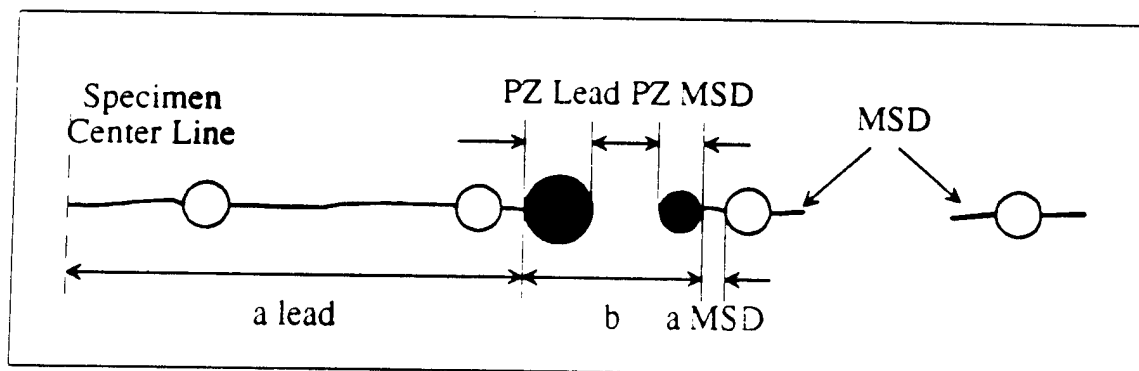 Specimen
Center Line
PZ Lead PZ MSD
MSD
a lead
b
a MSD